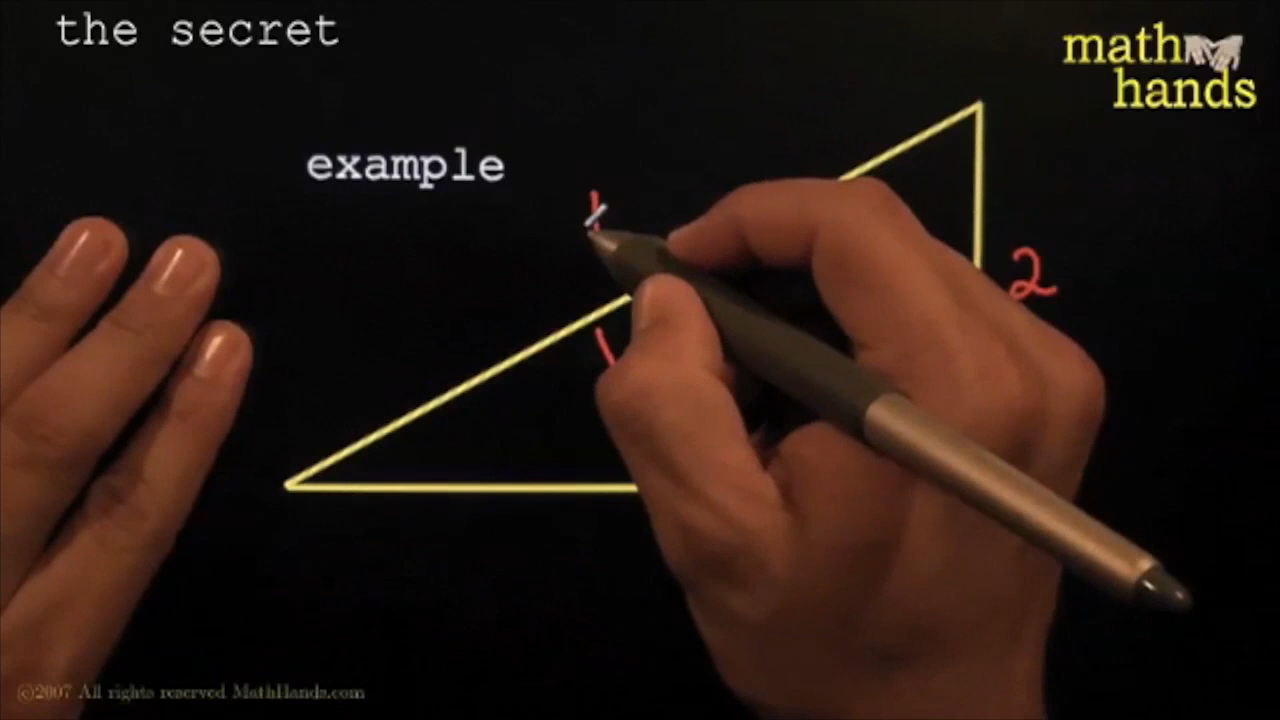 the secret
math
hands
example
2
©2007 All rights reserved MathHands.com